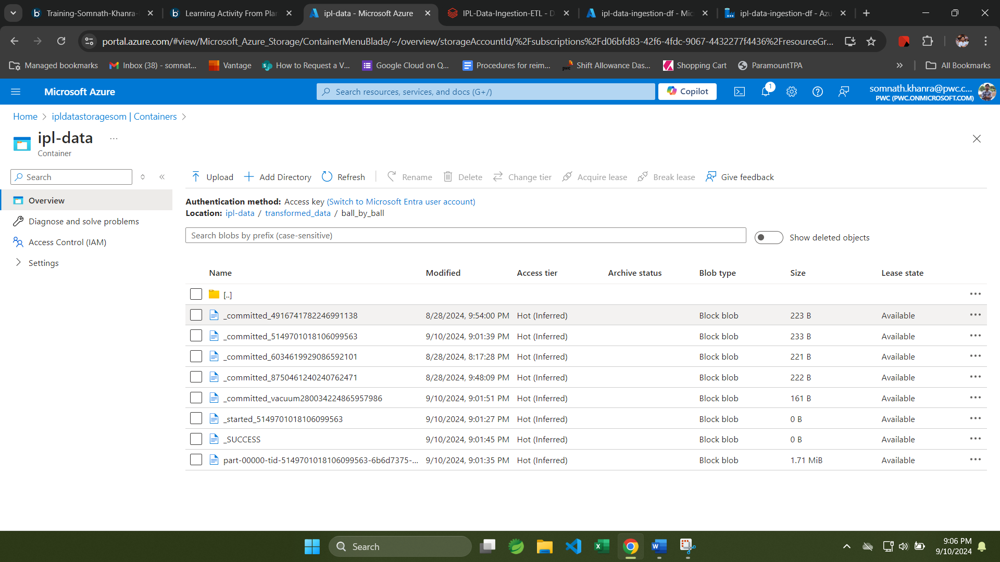 Training-Somnath-Khanra-
Learning Activity From Plan
ipl-data - Microsoft Azure
IPL-Data-Ingestion-ETL - D
ipl-data-ingestion-df - Mic
ipl-data-ingestion-df - Azu
portal.azure.com/#view/Microsoft_Azure_Storage/ContainerMenuBlade/~/overview/storageAccountId/%2Fsubscriptions%2Fd06bfd83-42f6-4fdc-9067-4432277f4436%2FresourceGr...
Managed bookmarks
Inbox (38) - somnat...
Vantage
How to Request a V...
Google Cloud on Q...
Procedures for reim...
pwc Shift Allowance Das...
Shopping Cart
ParamountTPA
All Bookmarks
Microsoft Azure
Search resources, services, and docs (G+/)
Copilot
1
somnath.khanra@pwc.c...
PWC (PWC.ONMICROSOFT.COM)
Home > ipldatastoragesom | Containers >
ipl-data ...
Container
Search
Upload Add Directory Refresh Rename Delete Change tier Acquire lease Break lease Give feedback
Overview
Diagnose and solve problems
Access Control (IAM)
Settings
Authentication method: Access key (Switch to Microsoft Entra user account)
Location: ipl-data / transformed_data / ball_by_ball
Search blobs by prefix (case-sensitive)
Show deleted objects
Name Modified Access tier Archive status Blob type Size Lease state
[..]
_committed_4916741782246991138 8/28/2024, 9:54:00 PM Hot (Inferred) Block blob 223 B Available
_committed_5149701018106099563 9/10/2024, 9:01:39 PM Hot (Inferred) Block blob 233 B Available
_committed_6034619929086592101 8/28/2024, 8:17:28 PM Hot (Inferred) Block blob 221 B Available
_committed_8750461240240762471 8/28/2024, 9:48:09 PM Hot (Inferred) Block blob 222 B Available
_committed_vacuum280034224865957986 9/10/2024, 9:01:51 PM Hot (Inferred) Block blob 161 B Available
_started_5149701018106099563 9/10/2024, 9:01:27 PM Hot (Inferred) Block blob 0 B Available
_SUCCESS 9/10/2024, 9:01:45 PM Hot (Inferred) Block blob 0 B Available
part-00000-tid-5149701018106099563-6b6d7375-... 9/10/2024, 9:01:35 PM Hot (Inferred) Block blob 1.71 MiB Available
Search
9:06 PM
9/10/2024